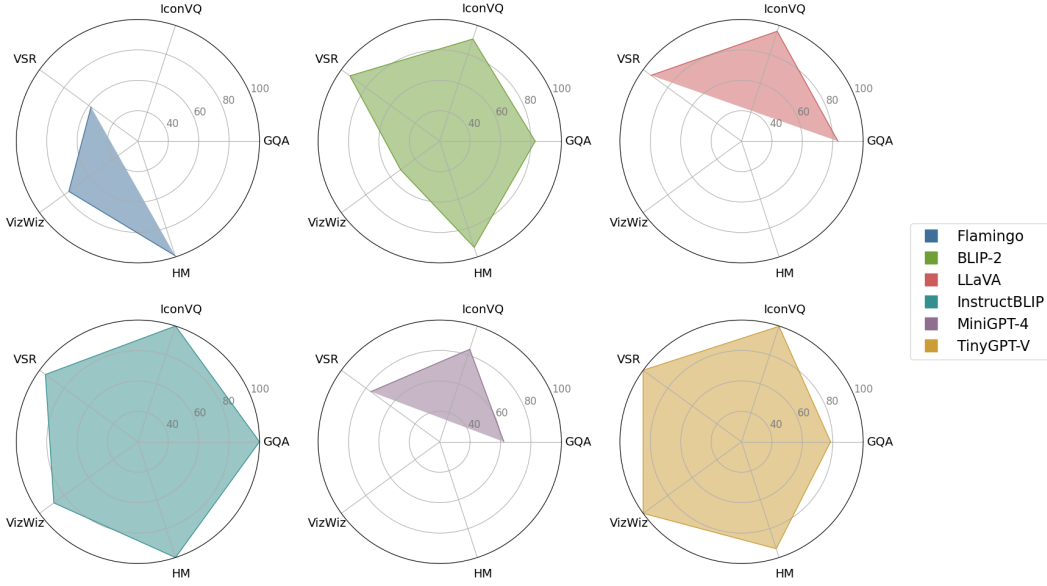 IconVQ
VSR
100
80
60
40
GQA
VizWiz
HM
IconVQ
VSR
100
80
60
40
GQA
VizWiz
HM
IconVQ
VSR
100
80
60
40
GQA
VizWiz
HM
Flamingo
BLIP-2
LLaVA
InstructBLIP
MiniGPT-4
TinyGPT-V
IconVQ
VSR
100
80
60
40
GQA
VizWiz
HM
IconVQ
VSR
100
80
60
40
GQA
VizWiz
HM
IconVQ
VSR
100
80
60
40
GQA
VizWiz
HM